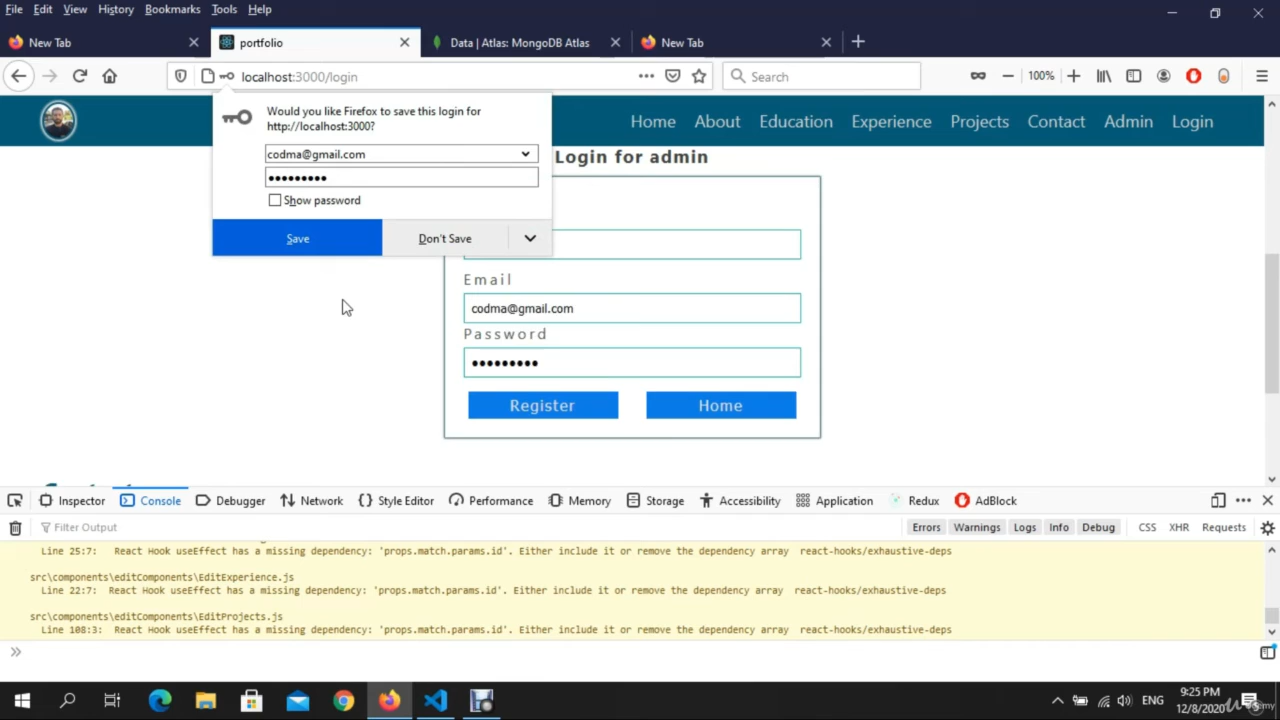 File Edit View History Bookmarks Tools Help
New Tab
portfolio
Data | Atlas: MongoDB Atlas
New Tab
localhost:3000/login
100%
Search
Would you like Firefox to save this login for
http://localhost:3000?
codma@gmail.com
•••••••••
Show password
Save
Don't Save
Home About Education Experience Projects Contact Admin Login
Login for admin
Email
codma@gmail.com
Password
•••••••••
Register
Home
Inspector Console Debugger Network Style Editor Performance Memory Storage Accessibility Application Redux AdBlock
Filter Output
Errors Warnings Logs Info Debug CSS XHR Requests
Line 25:7: React Hook useEffect has a missing dependency: 'props.match.params.id'. Either include it or remove the dependency array react-hooks/exhaustive-deps
src\components\editComponents\EditExperience.js
Line 22:7: React Hook useEffect has a missing dependency: 'props.match.params.id'. Either include it or remove the dependency array react-hooks/exhaustive-deps
src\components\editComponents\EditProjects.js
Line 108:3: React Hook useEffect has a missing dependency: 'props.match.params.id'. Either include it or remove the dependency array react-hooks/exhaustive-deps
ENG
9:25 PM
12/8/2020